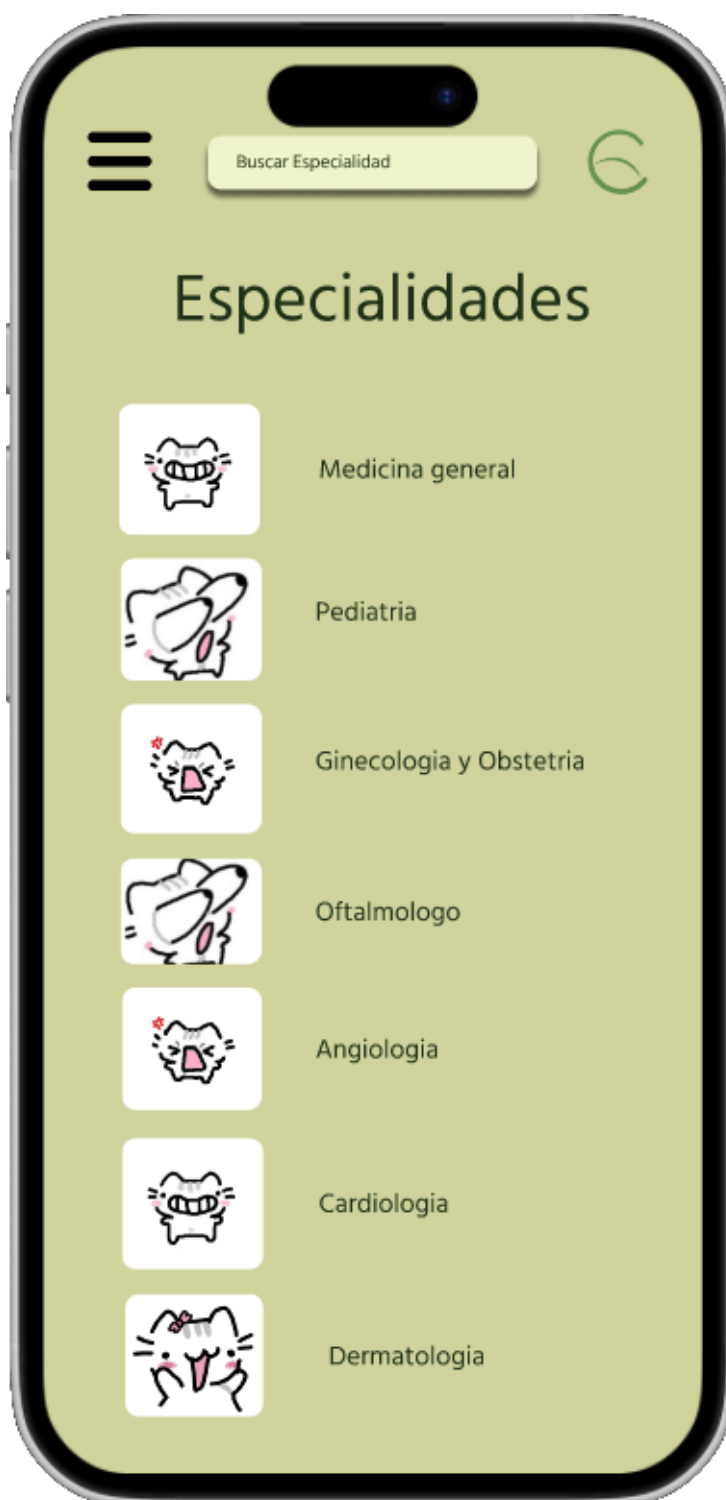 Buscar Especialidad
Especialidades
Medicina general
Pediatria
Ginecologia y Obstetria
Oftalmologo
Angiologia
Cardiologia
Dermatologia